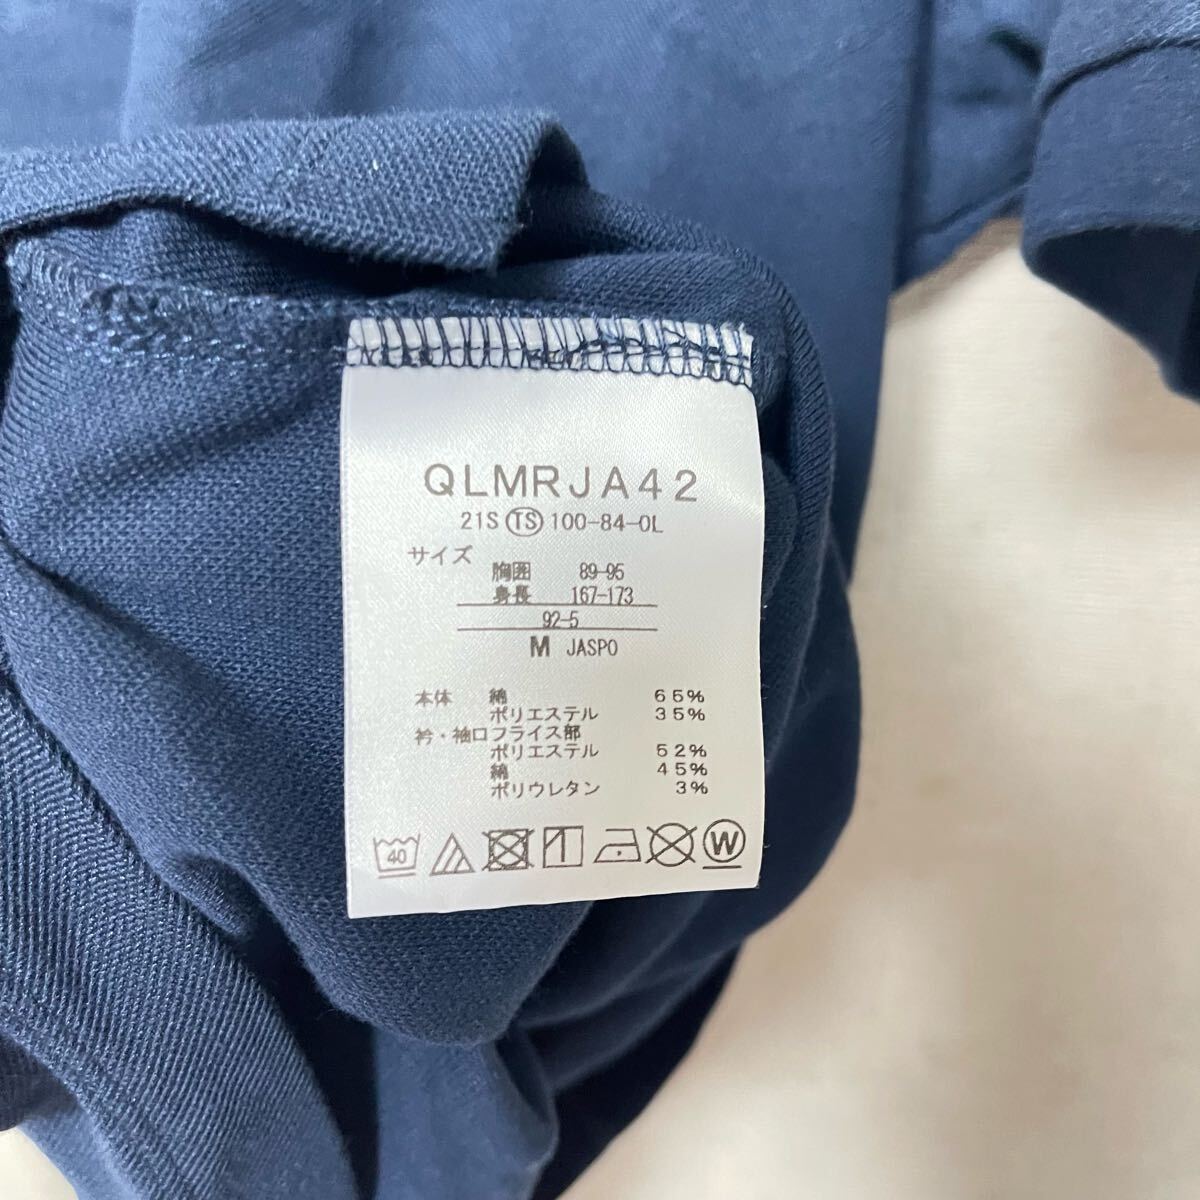 QLMRJA42
21S TS 100-84-0L
サイズ
胸囲 89-95
身長 167-173
92-5
M JASPO
本体 綿 65%
ポリエステル 35%
衿・袖口フライス部
ポリエステル 52%
綿 45%
ポリウレタン 3%
40 W